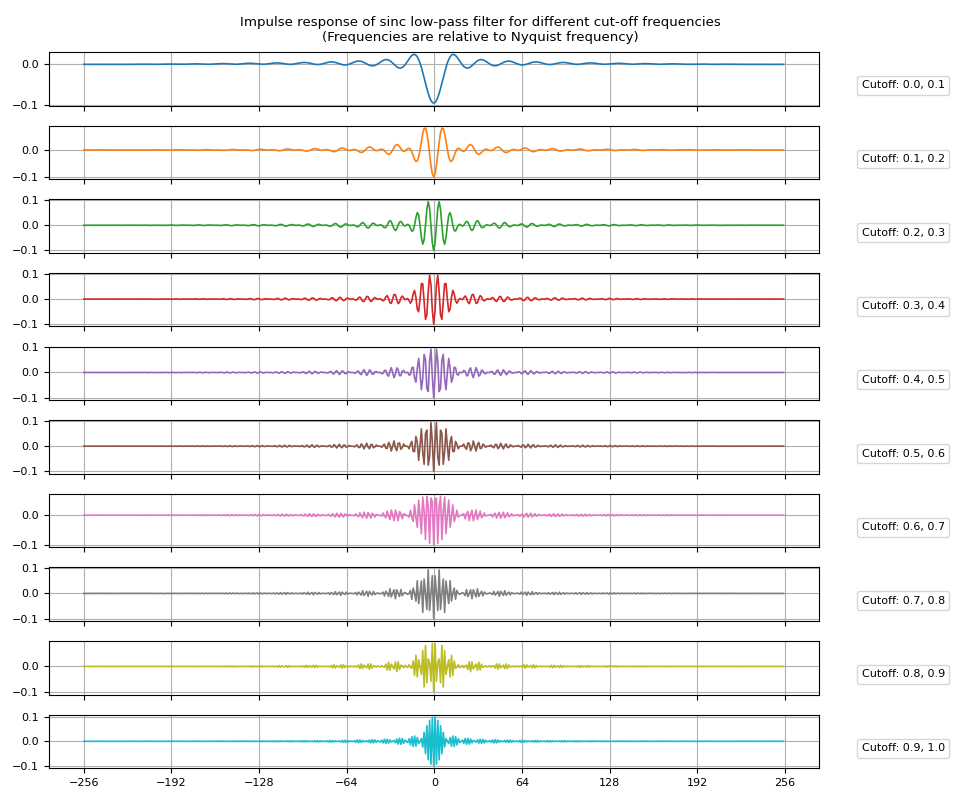 Impulse response of sinc low-pass filter for different cut-off frequencies
(Frequencies are relative to Nyquist frequency)
0.0
−0.1
Cutoff: 0.0, 0.1
0.0
−0.1
Cutoff: 0.1, 0.2
0.1
0.0
−0.1
Cutoff: 0.2, 0.3
0.1
0.0
−0.1
Cutoff: 0.3, 0.4
0.1
0.0
−0.1
Cutoff: 0.4, 0.5
0.1
0.0
−0.1
Cutoff: 0.5, 0.6
0.0
−0.1
Cutoff: 0.6, 0.7
0.1
0.0
−0.1
Cutoff: 0.7, 0.8
0.0
−0.1
Cutoff: 0.8, 0.9
0.1
0.0
−0.1
Cutoff: 0.9, 1.0
−256 −192 −128 −64 0 64 128 192 256